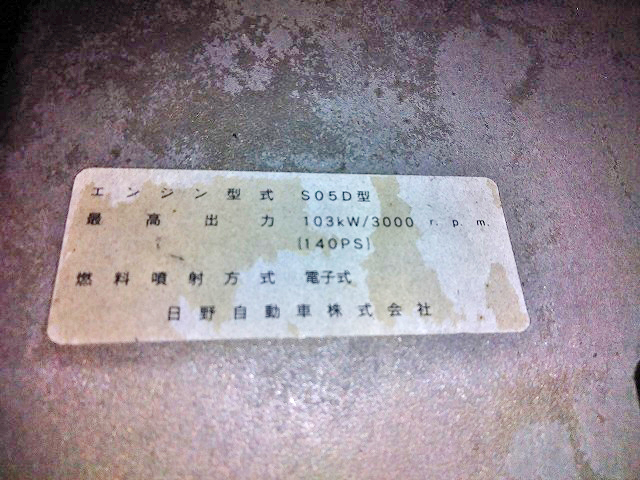 エンジン型式 S05D型
最高出力 103kW/3000 r.p.m.
[140PS]
燃料噴射方式 電子式
日野自動車株式会社